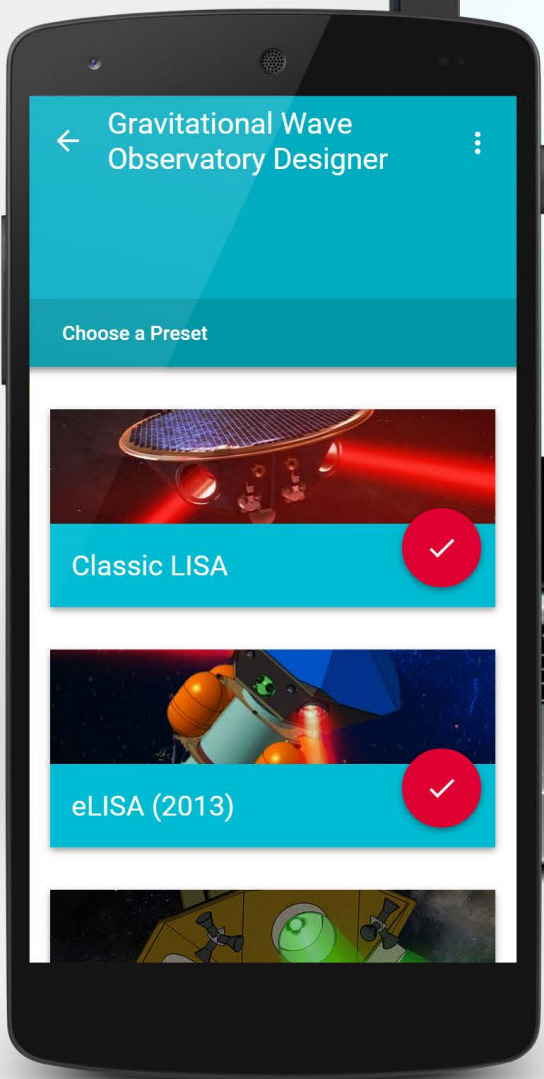 Gravitational Wave
Observatory Designer
Choose a Preset
Classic LISA
eLISA (2013)